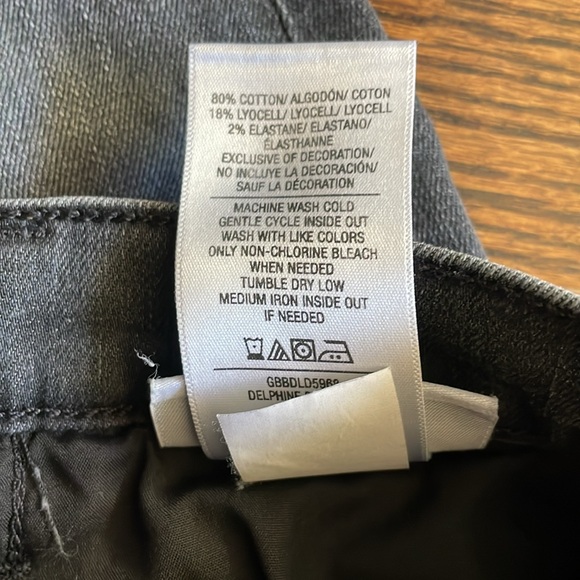 80% COTTON/ ALGODÓN/ COTON
18% LYOCELL/ LYOCELL/ LYOCELL
2% ELASTANE/ ELASTANO/
ÉLASTHANNE
EXCLUSIVE OF DECORATION/
NO INCLUYE LA DECORACIÓN/
SAUF LA DÉCORATION
MACHINE WASH COLD
GENTLE CYCLE INSIDE OUT
WASH WITH LIKE COLORS
ONLY NON-CHLORINE BLEACH
WHEN NEEDED
TUMBLE DRY LOW
MEDIUM IRON INSIDE OUT
IF NEEDED
DELPHINE